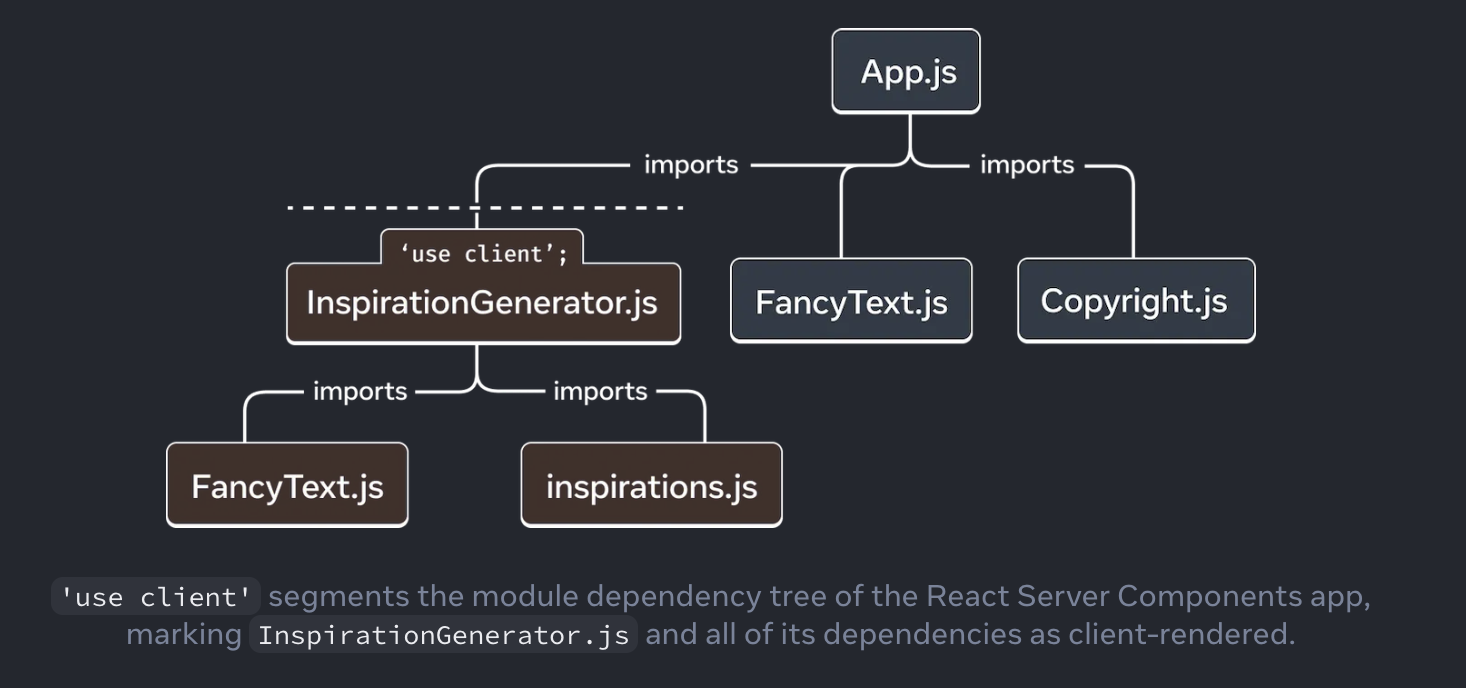 App.js
imports
imports
‘use client’;
InspirationGenerator.js
FancyText.js
Copyright.js
imports
imports
FancyText.js
inspirations.js
'use client' segments the module dependency tree of the React Server Components app,
marking InspirationGenerator.js and all of its dependencies as client-rendered.